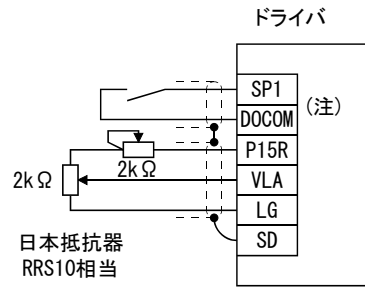 ドライバ
SP1
DOCOM
(注)
P15R
2kΩ
VLA
2kΩ
LG
SD
日本抵抗器
RRS10相当